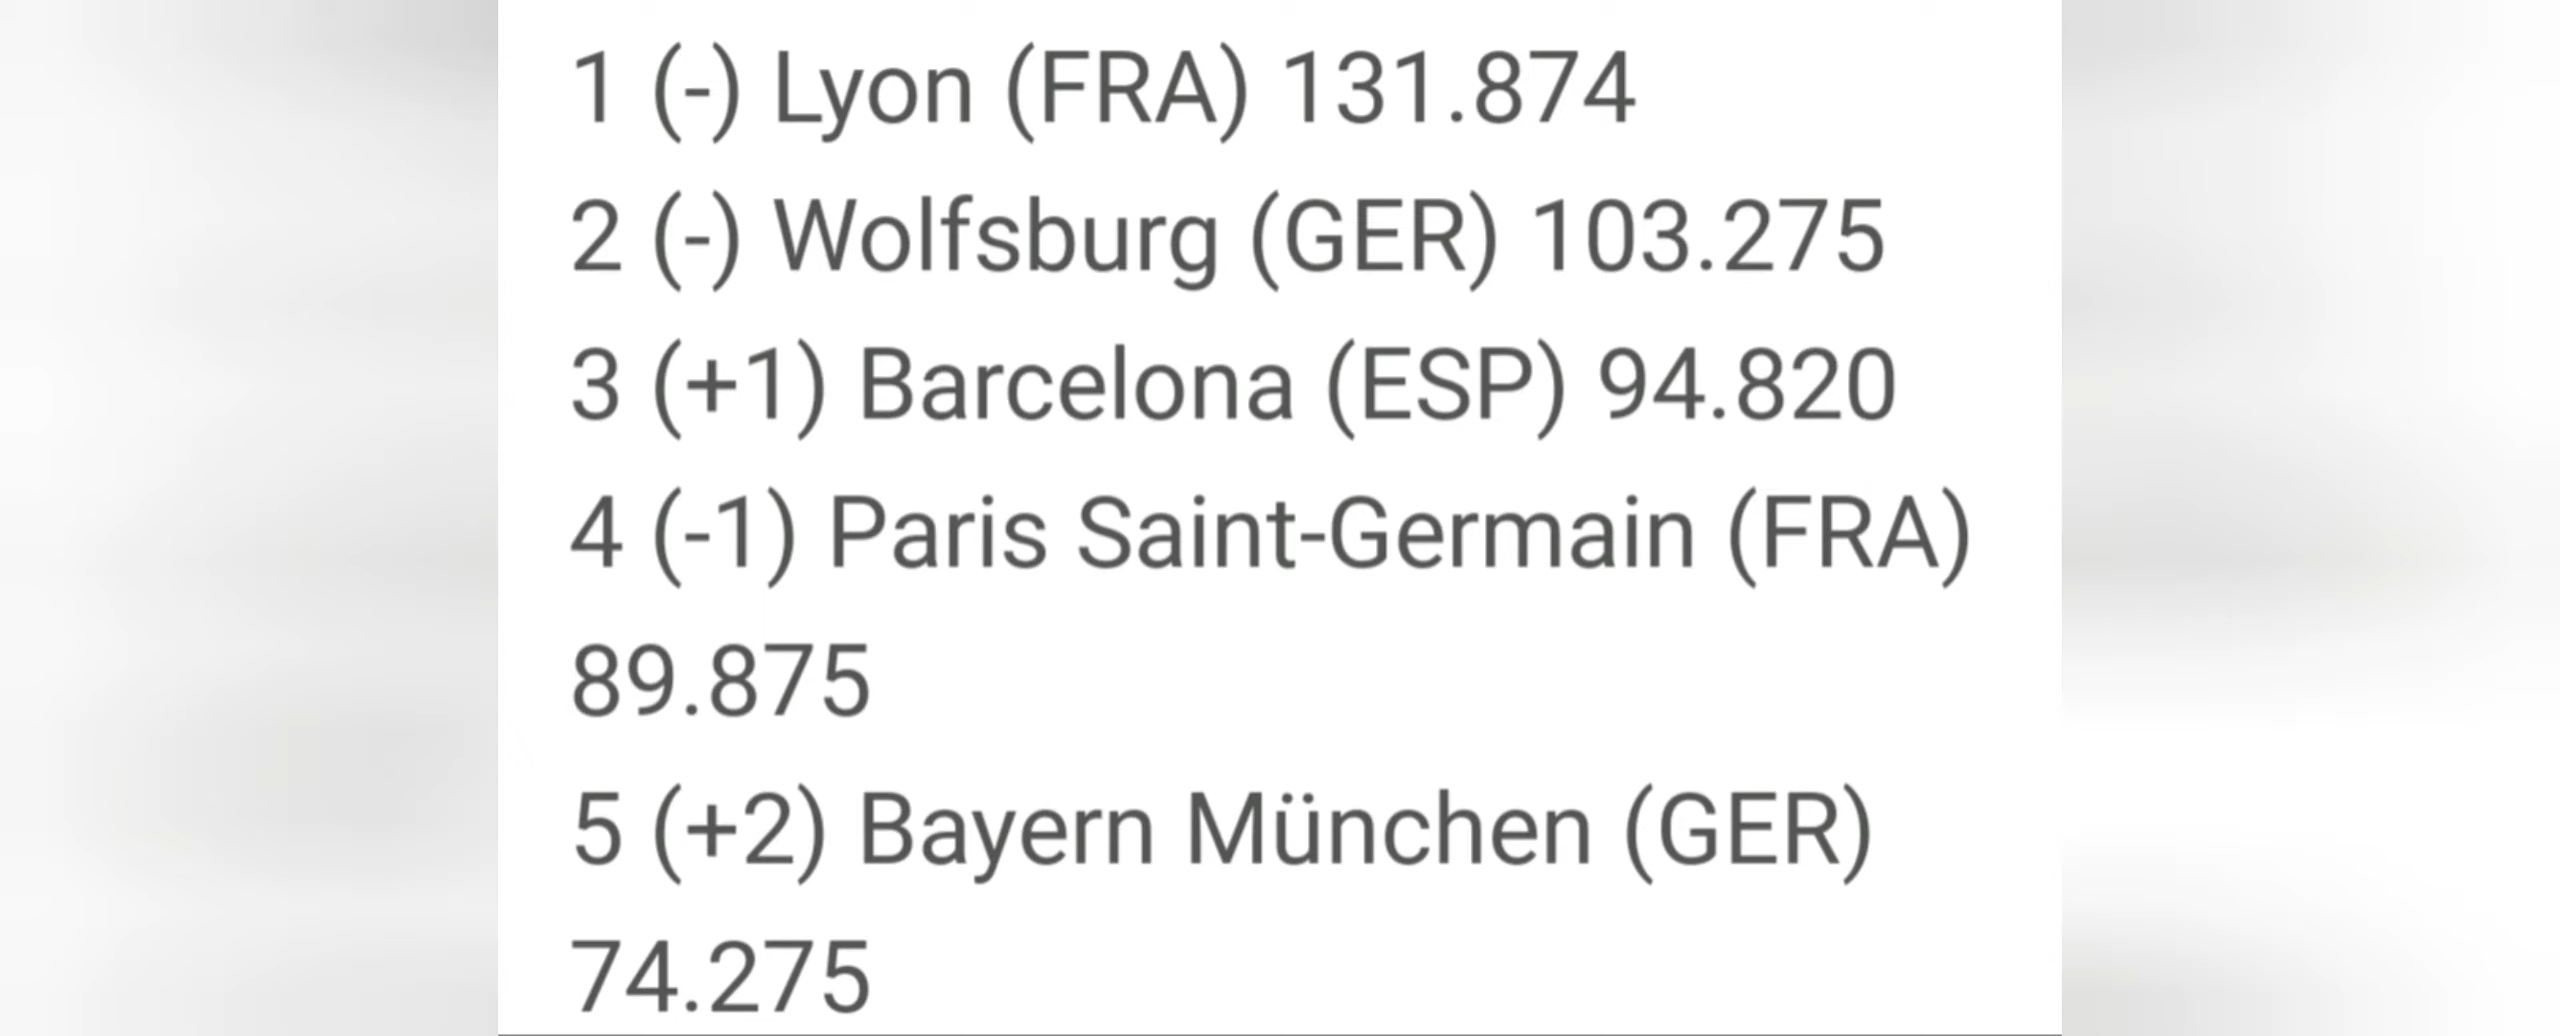 1 (-) Lyon (FRA) 131.874
2 (-) Wolfsburg (GER) 103.275
3 (+1) Barcelona (ESP) 94.820
4 (-1) Paris Saint-Germain (FRA)
89.875
5 (+2) Bayern München (GER)
74.275